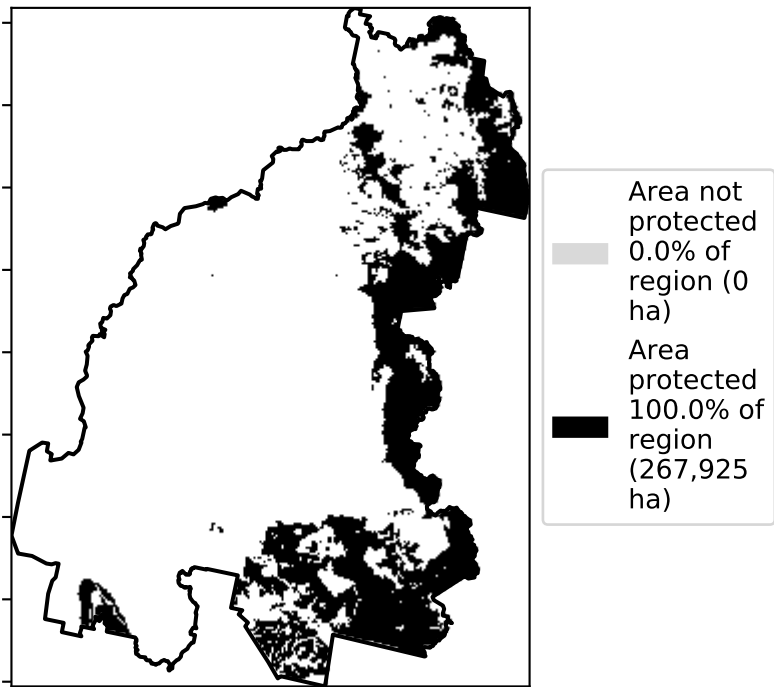 Area not
protected
0.0% of
region (0
ha)
Area
protected
100.0% of
region
(267,925
ha)